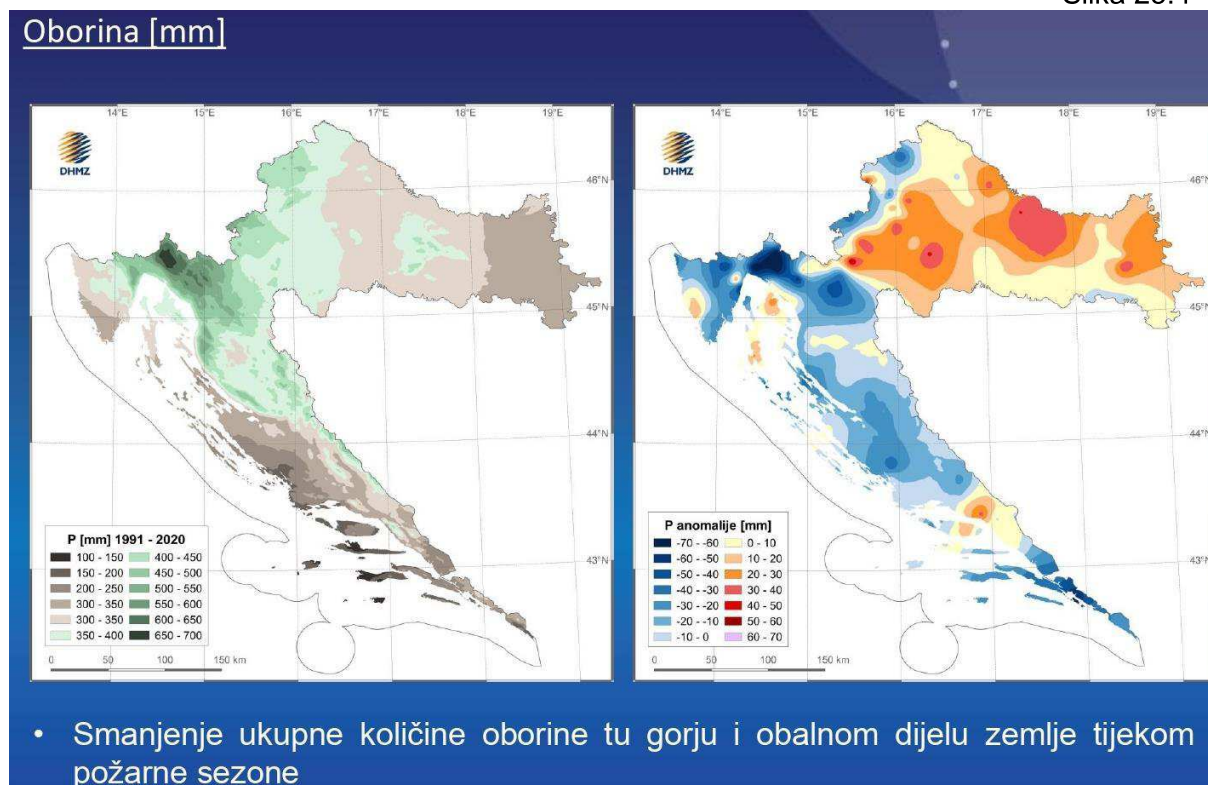 Oborina [mm]
14°E 15°E 16°E 17°E 18°E 19°E
DHMZ
46°N
45°N
44°N
43°N
P [mm] 1991 - 2020
100 - 150 400 - 450
150 - 200 450 - 500
200 - 250 500 - 550
300 - 350 550 - 600
300 - 350 600 - 650
350 - 400 650 - 700
0 50 100 150 km
14°E 15°E 16°E 17°E 18°E 19°E
DHMZ
46°N
45°N
44°N
43°N
P anomalije [mm]
-70 - -60 0 - 10
-60 - -50 10 - 20
-50 - -40 20 - 30
-40 - -30 30 - 40
-30 - -20 40 - 50
-20 - -10 50 - 60
-10 - 0 60 - 70
0 50 100 150 km
• Smanjenje ukupne količine oborine tu gorju i obalnom dijelu zemlje tijekom
požarne sezone